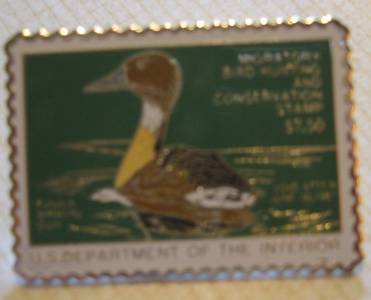 MIGRATORY
BIRD HUNTING
AND
CONSERVATION
STAMP
$7.50
U.S. DEPARTMENT OF THE INTERIOR